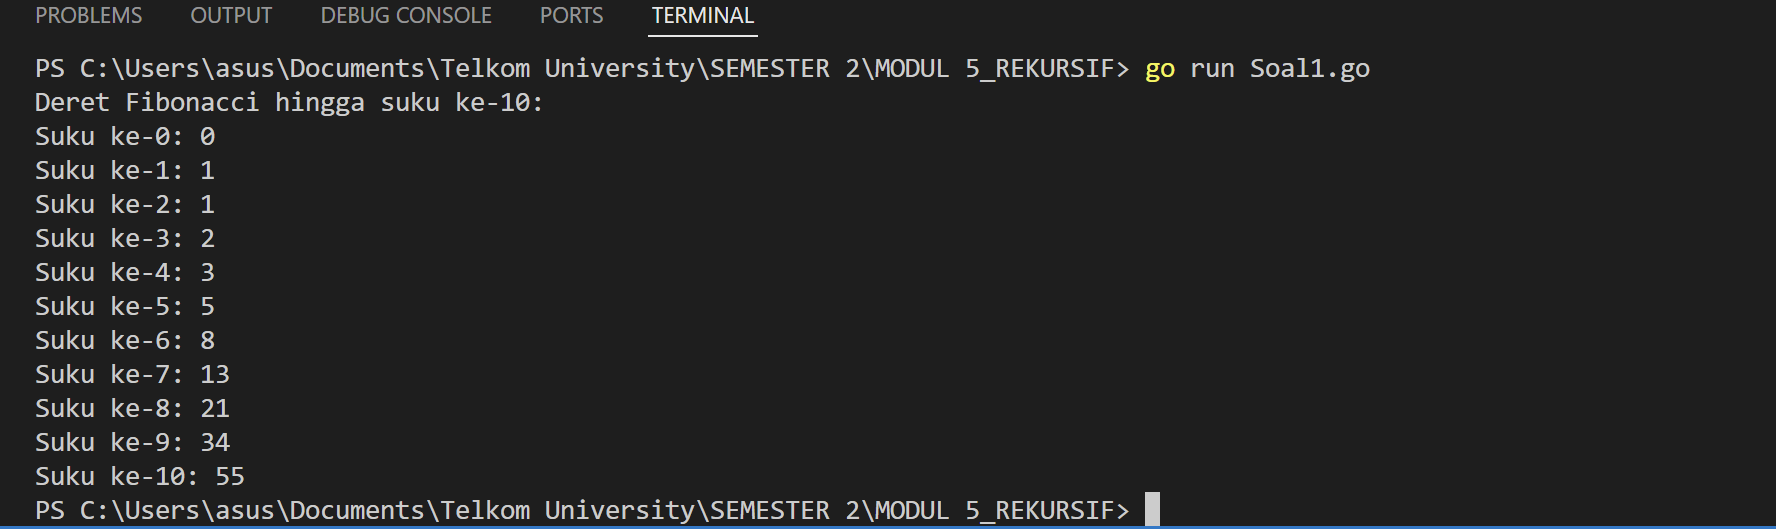 PROBLEMS OUTPUT DEBUG CONSOLE PORTS TERMINAL
PS C:\Users\asus\Documents\Telkom University\SEMESTER 2\MODUL 5_REKURSIF> go run Soal1.go
Deret Fibonacci hingga suku ke-10:
Suku ke-0: 0
Suku ke-1: 1
Suku ke-2: 1
Suku ke-3: 2
Suku ke-4: 3
Suku ke-5: 5
Suku ke-6: 8
Suku ke-7: 13
Suku ke-8: 21
Suku ke-9: 34
Suku ke-10: 55
PS C:\Users\asus\Documents\Telkom University\SEMESTER 2\MODUL 5_REKURSIF>